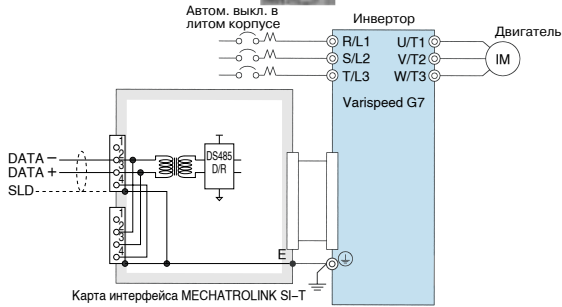 Автом. выкл. в
литом корпусе
Инвертор
Двигатель
R/L1 U/T1
S/L2 V/T2
T/L3 W/T3
IM
Varispeed G7
1
2
3
4
DATA −
DATA +
SLD
DS485
D/R
1
2
3
4
E
Карта интерфейса MECHATROLINK SI−T